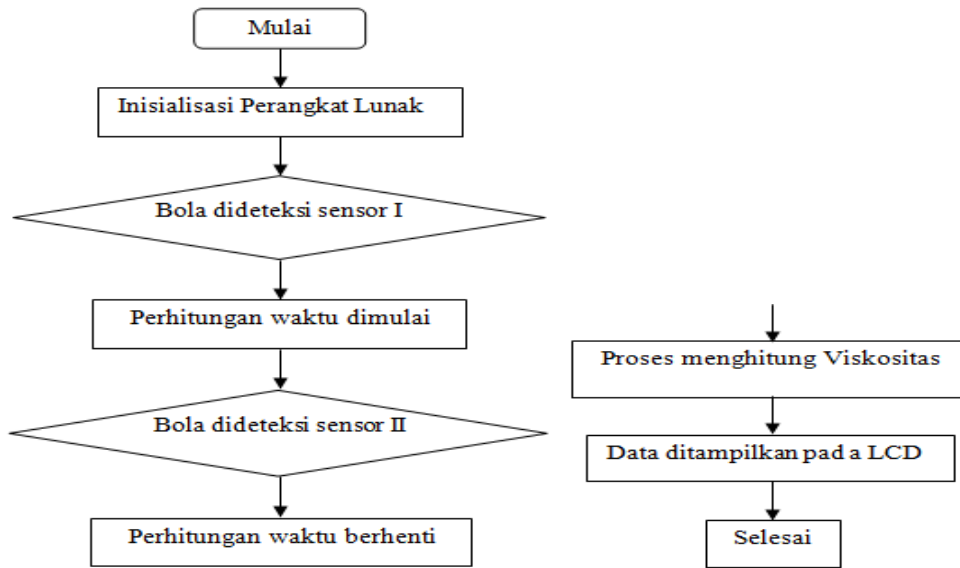 Mulai
Inisialisasi Perangkat Lunak
Bola dideteksi sensor I
Perhitungan waktu dimulai
Bola dideteksi sensor II
Perhitungan waktu berhenti
Proses menghitung Viskositas
Data ditampilkan pad a LCD
Selesai